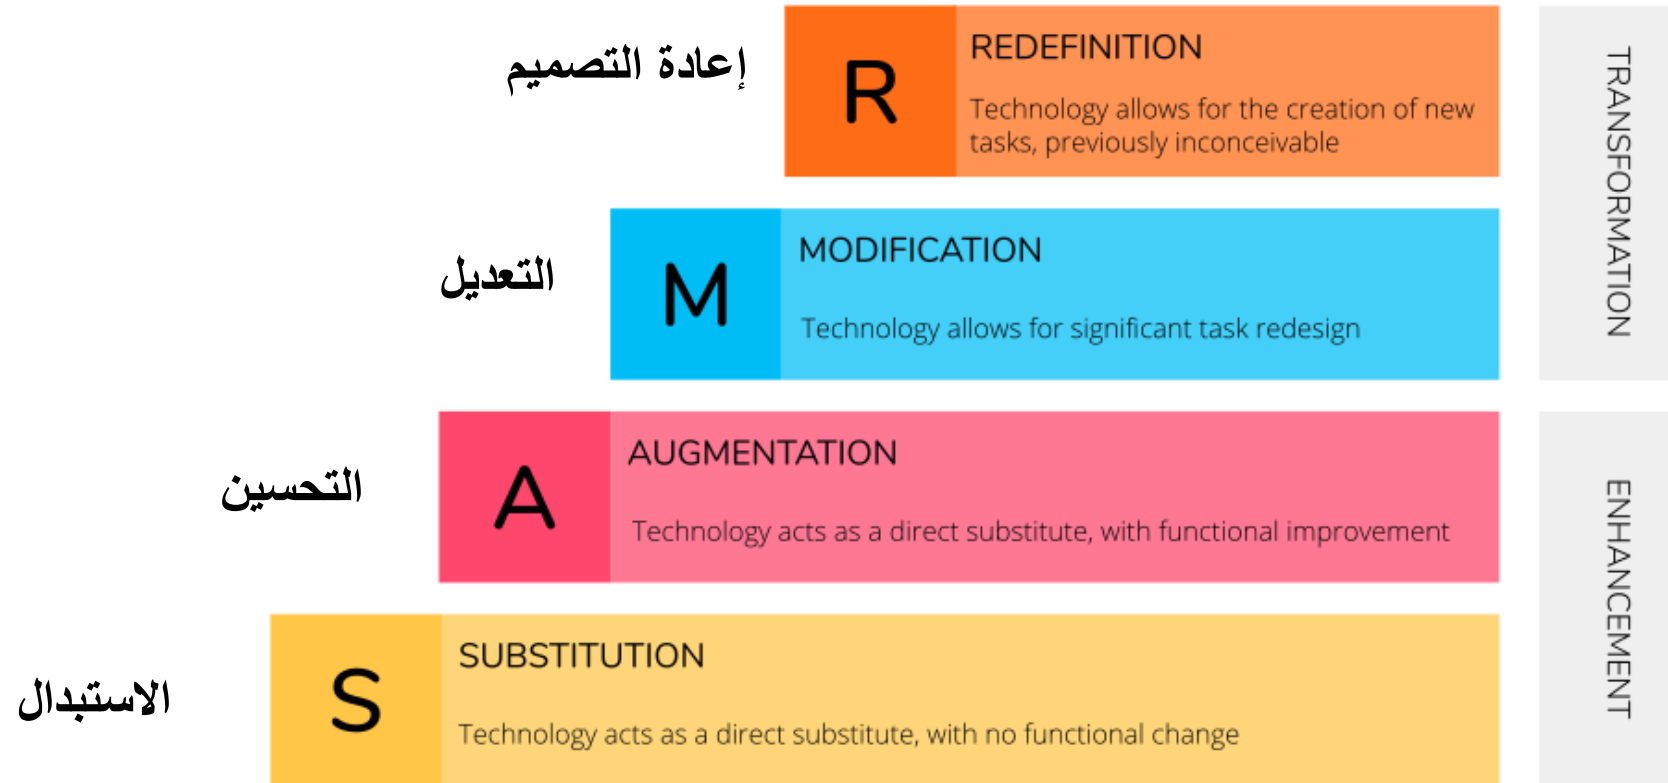 إعادة التصميم
R
REDEFINITION
Technology allows for the creation of new
tasks, previously inconceivable
التعديل
M
MODIFICATION
Technology allows for significant task redesign
TRANSFORMATION
التحسين
A
AUGMENTATION
Technology acts as a direct substitute, with functional improvement
الاستبدال
S
SUBSTITUTION
Technology acts as a direct substitute, with no functional change
ENHANCEMENT